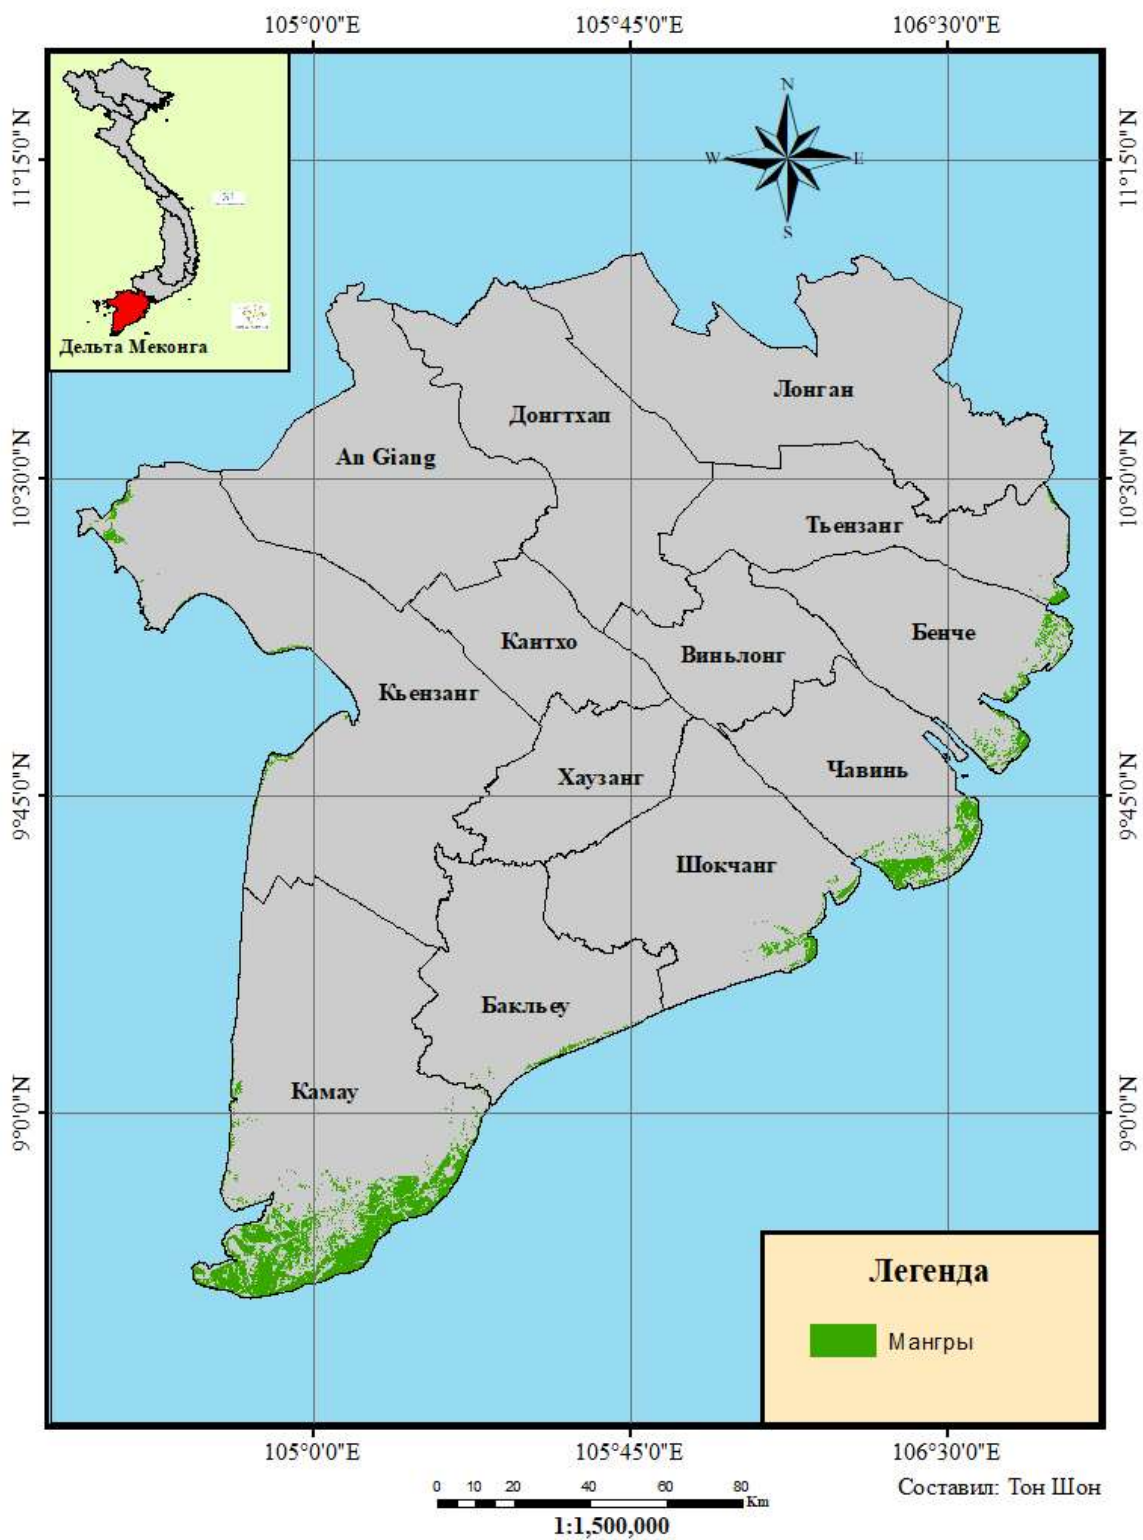 105°0'0"E 105°45'0"E 106°30'0"E
N
W E
S
11°15'0"N 11°15'0"N
Дельта Меконга
Лонган
Донгтхап
An Giang
10°30'0"N 10°30'0"N
Тьензанг
Бенче
Кантхо
Виньлонг
Кьензанг
Хаузанг
Чавинь
9°45'0"N 9°45'0"N
Шокчанг
Бакльеу
Камау
9°0'0"N 9°0'0"N
Легенда
Мангры
105°0'0"E 105°45'0"E 106°30'0"E
0 10 20 40 60 80
Km
Составил: Тон Шон
1:1,500,000